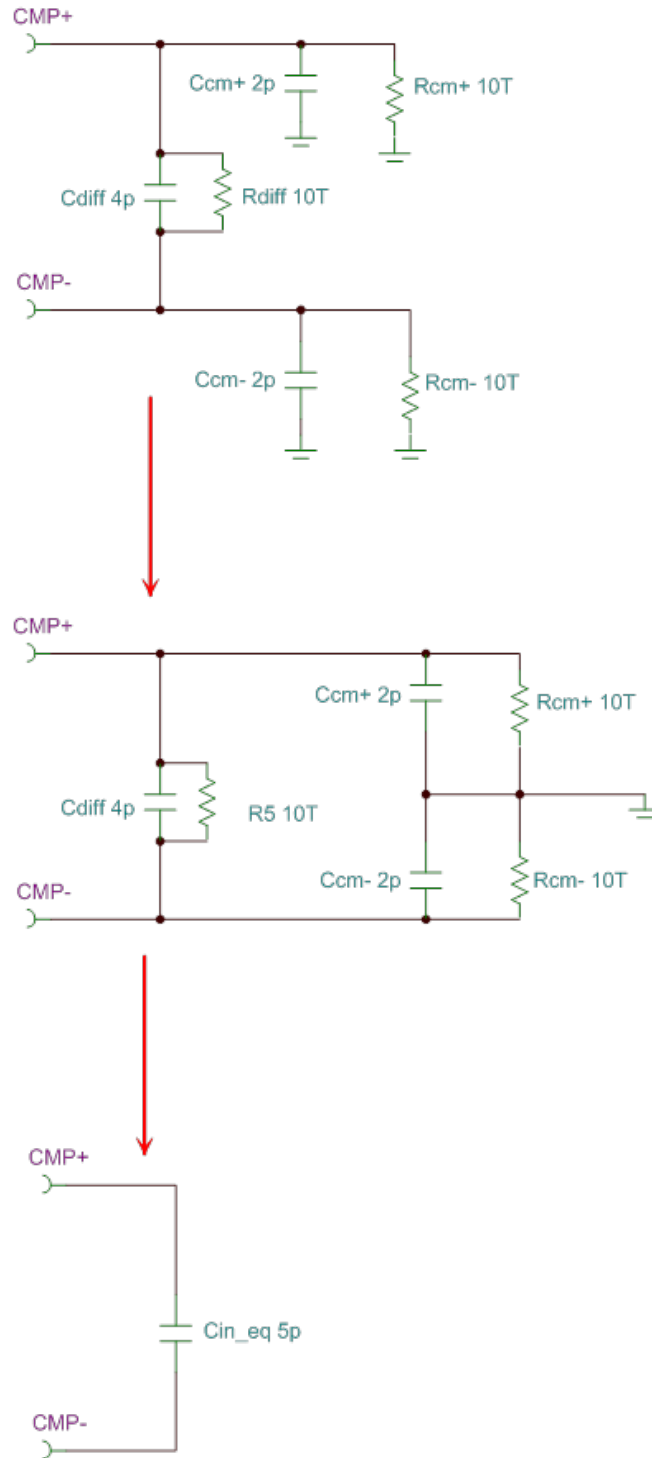 CMP+
Ccm+ 2p
Rcm+ 10T
Cdiff 4p
Rdiff 10T
CMP-
Ccm- 2p
Rcm- 10T
CMP+
Ccm+ 2p
Rcm+ 10T
Cdiff 4p
R5 10T
Ccm- 2p
Rcm- 10T
CMP-
CMP+
Cin_eq 5p
CMP-